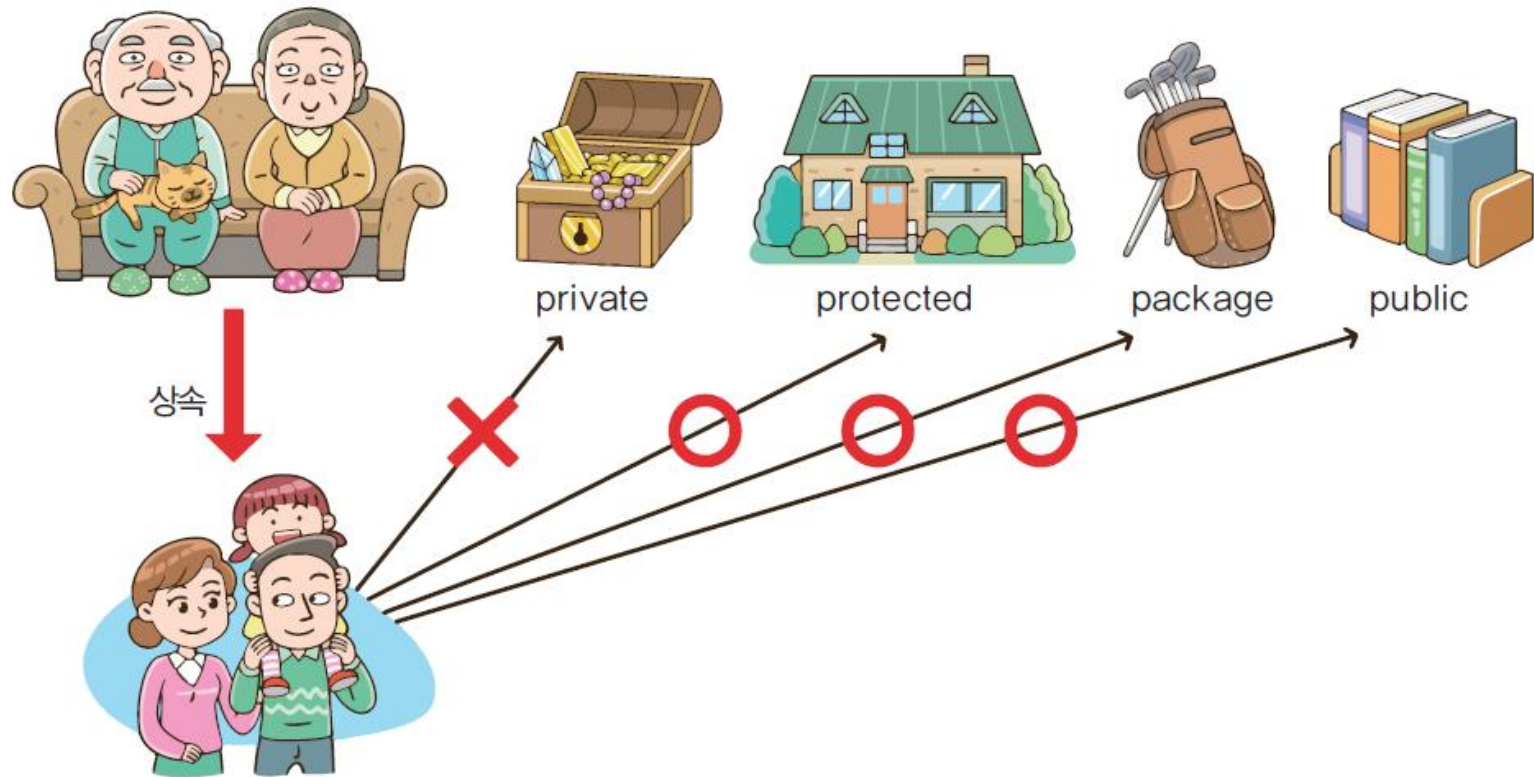 private
protected
package
public
상속